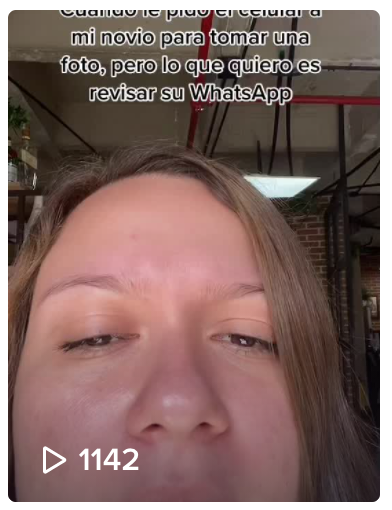 Cuando le pido el celular a
mi novio para tomar una
foto, pero lo que quiero es
revisar su WhatsApp
1142